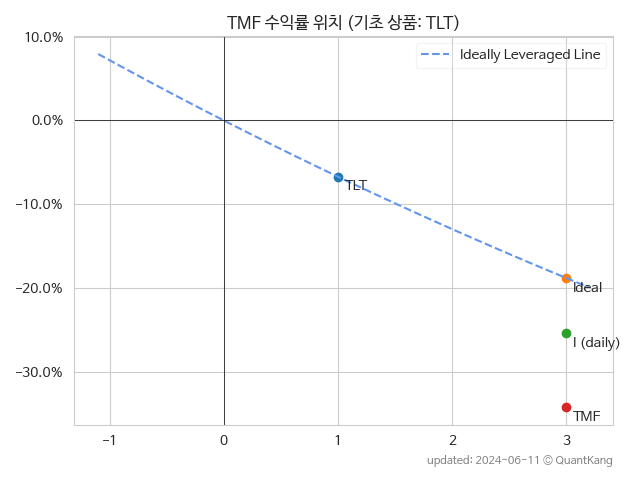 TMF 수익률 위치 (기초 상품: TLT)
10.0%
Ideally Leveraged Line
0.0%
TLT
−10.0%
−20.0%
Ideal
I (daily)
−30.0%
TMF
−1
0
1
2
3
updated: 2024-06-11 © QuantKang